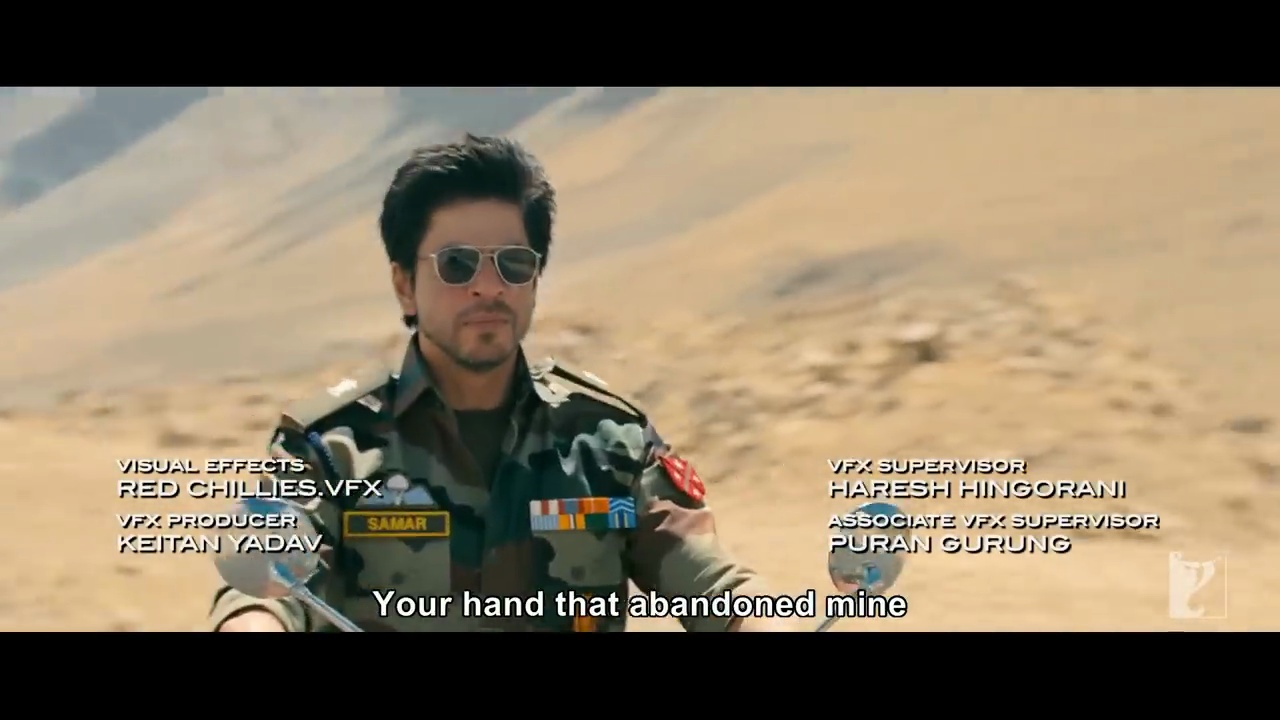 VISUAL EFFECTS
RED CHILLIES.VFX
VFX PRODUCER
KEITAN YADAV
VFX SUPERVISOR
HARESH HINGORANI
ASSOCIATE VFX SUPERVISOR
PURAN GURUNG
SAMAR
Your hand that abandoned mine